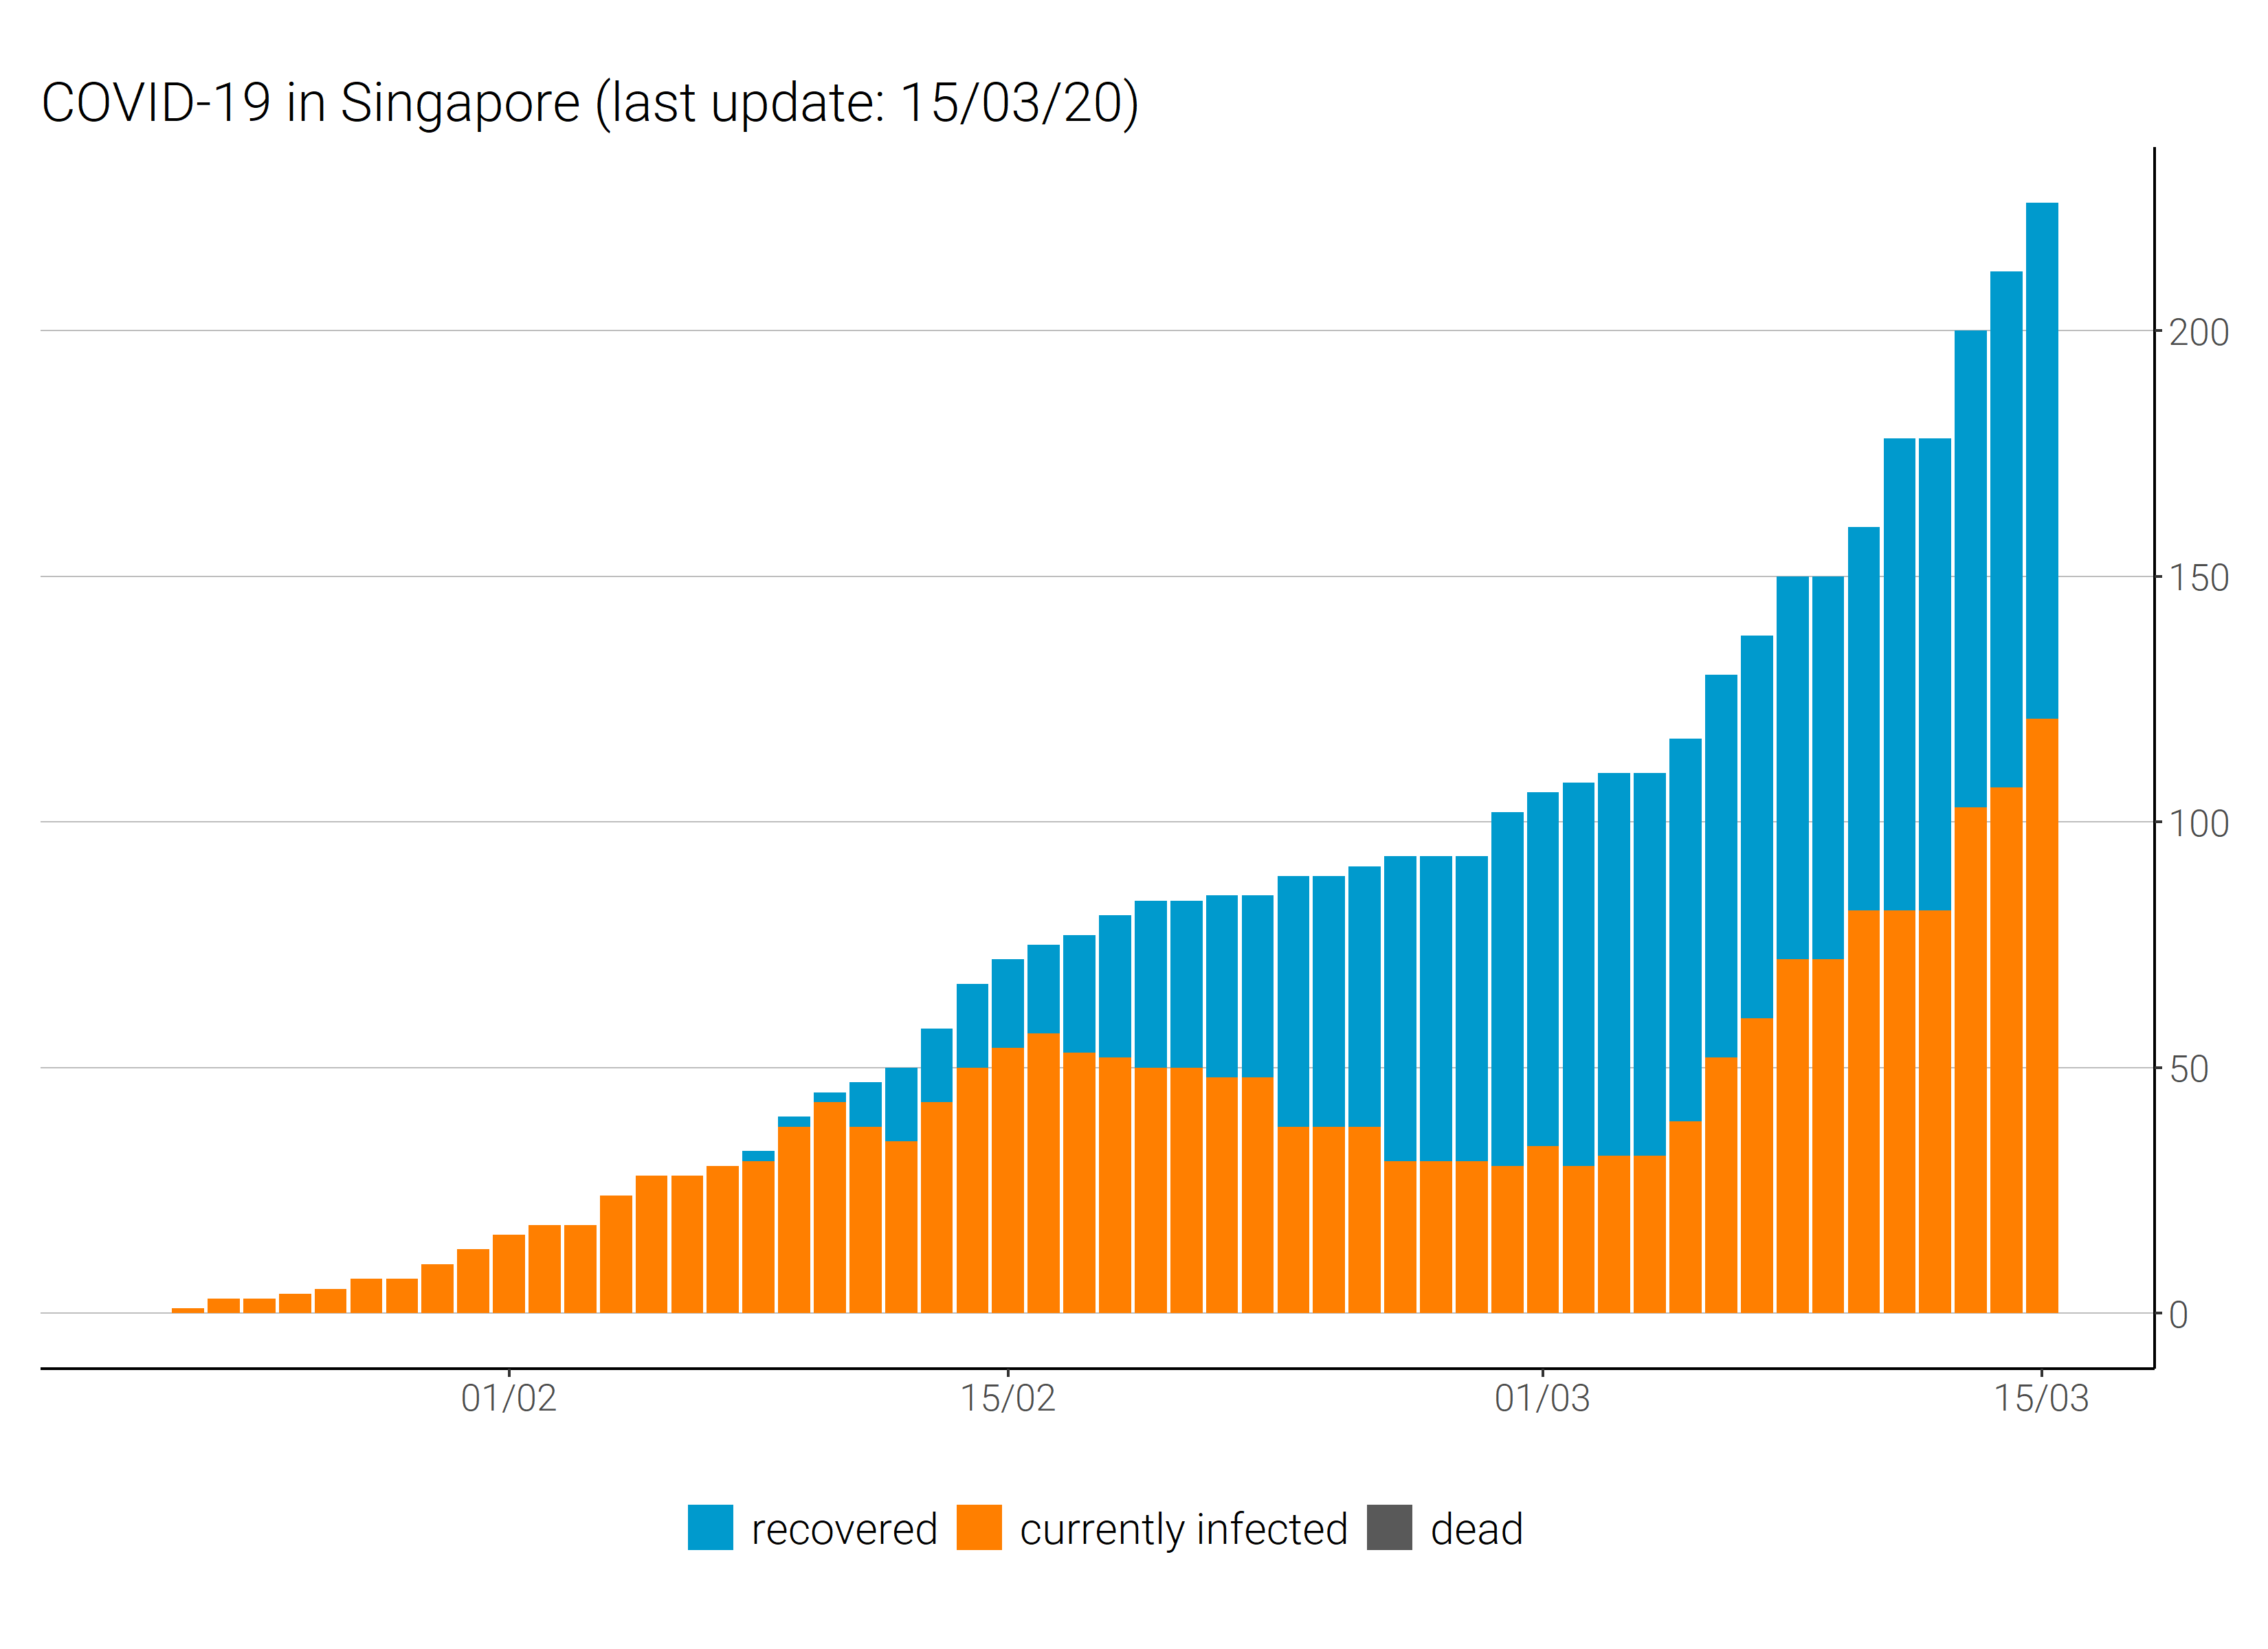 COVID-19 in Singapore (last update: 15/03/20)
200
150
100
50
0
01/02 15/02 01/03 15/03
recovered currently infected dead